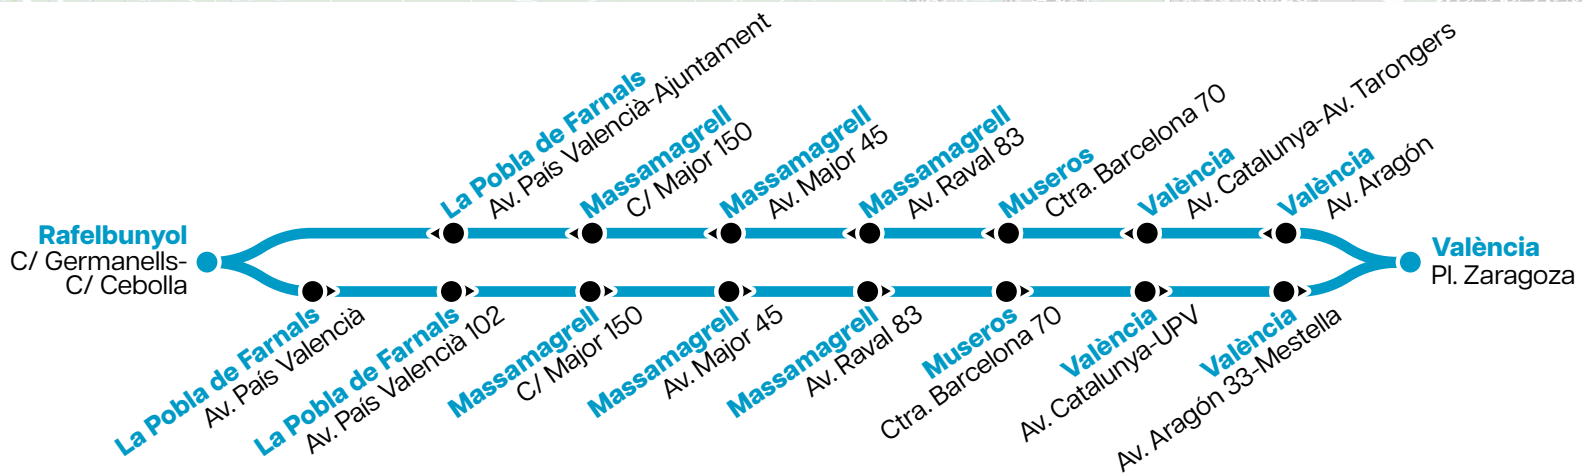 La Pobla de Farnals
Av. País Valencià-Ajuntament
Massamagrell
C/ Major 150
Massamagrell
Av. Major 45
Massamagrell
Av. Raval 83
Museros
Ctra. Barcelona 70
València
Av. Catalunya-Av. Tarongers
València
Av. Aragón
Rafelbunyol
C/ Germanells-
C/ Cebolla
València
Pl. Zaragoza
La Pobla de Farnals
Av. País Valencià
La Pobla de Farnals
Av. País Valencià 102
Massamagrell
C/ Major 150
Massamagrell
Av. Major 45
Massamagrell
Av. Raval 83
Museros
Ctra. Barcelona 70
València
Av. Catalunya-UPV
València
Av. Aragón 33-Mestella